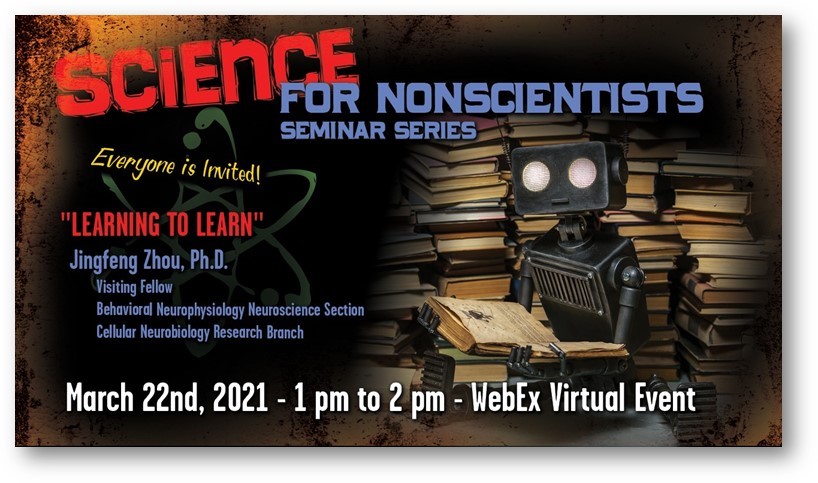 SCIENCE
FOR NONSCIENTISTS
SEMINAR SERIES
Everyone is Invited!
"LEARNING TO LEARN"
Jingfeng Zhou, Ph.D.
Visiting Fellow
Behavioral Neurophysiology Neuroscience Section
Cellular Neurobiology Research Branch
March 22nd, 2021 - 1 pm to 2 pm - WebEx Virtual Event